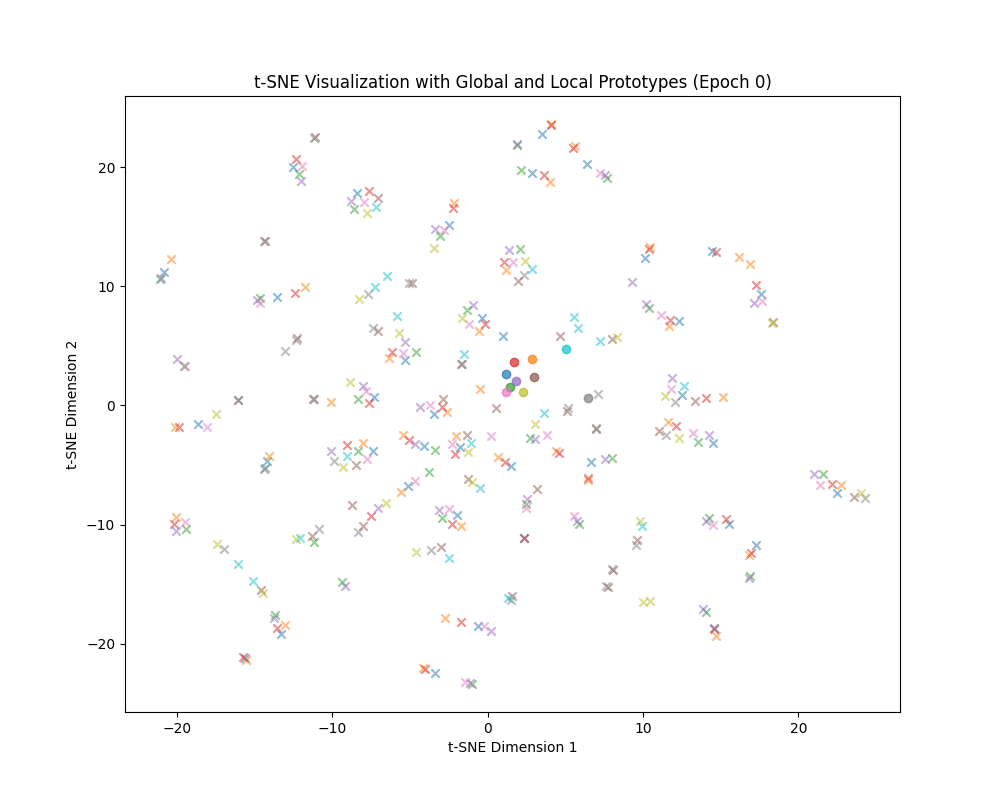 t-SNE Visualization with Global and Local Prototypes (Epoch 0)
20
10
0
−10
−20
t-SNE Dimension 2
−20 −10 0 10 20
t-SNE Dimension 1